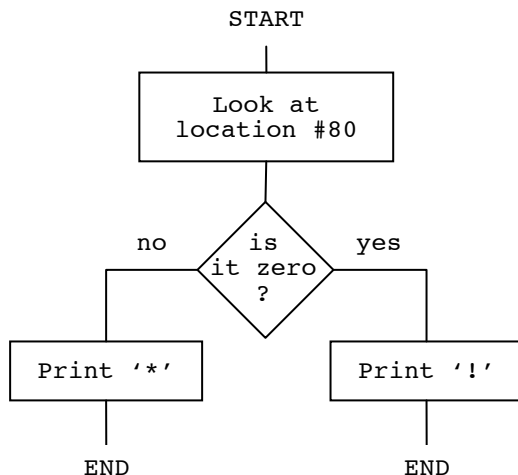 START
Look at
location #80
no
is
it zero
?
yes
Print ‘*’
Print ‘!’
END
END